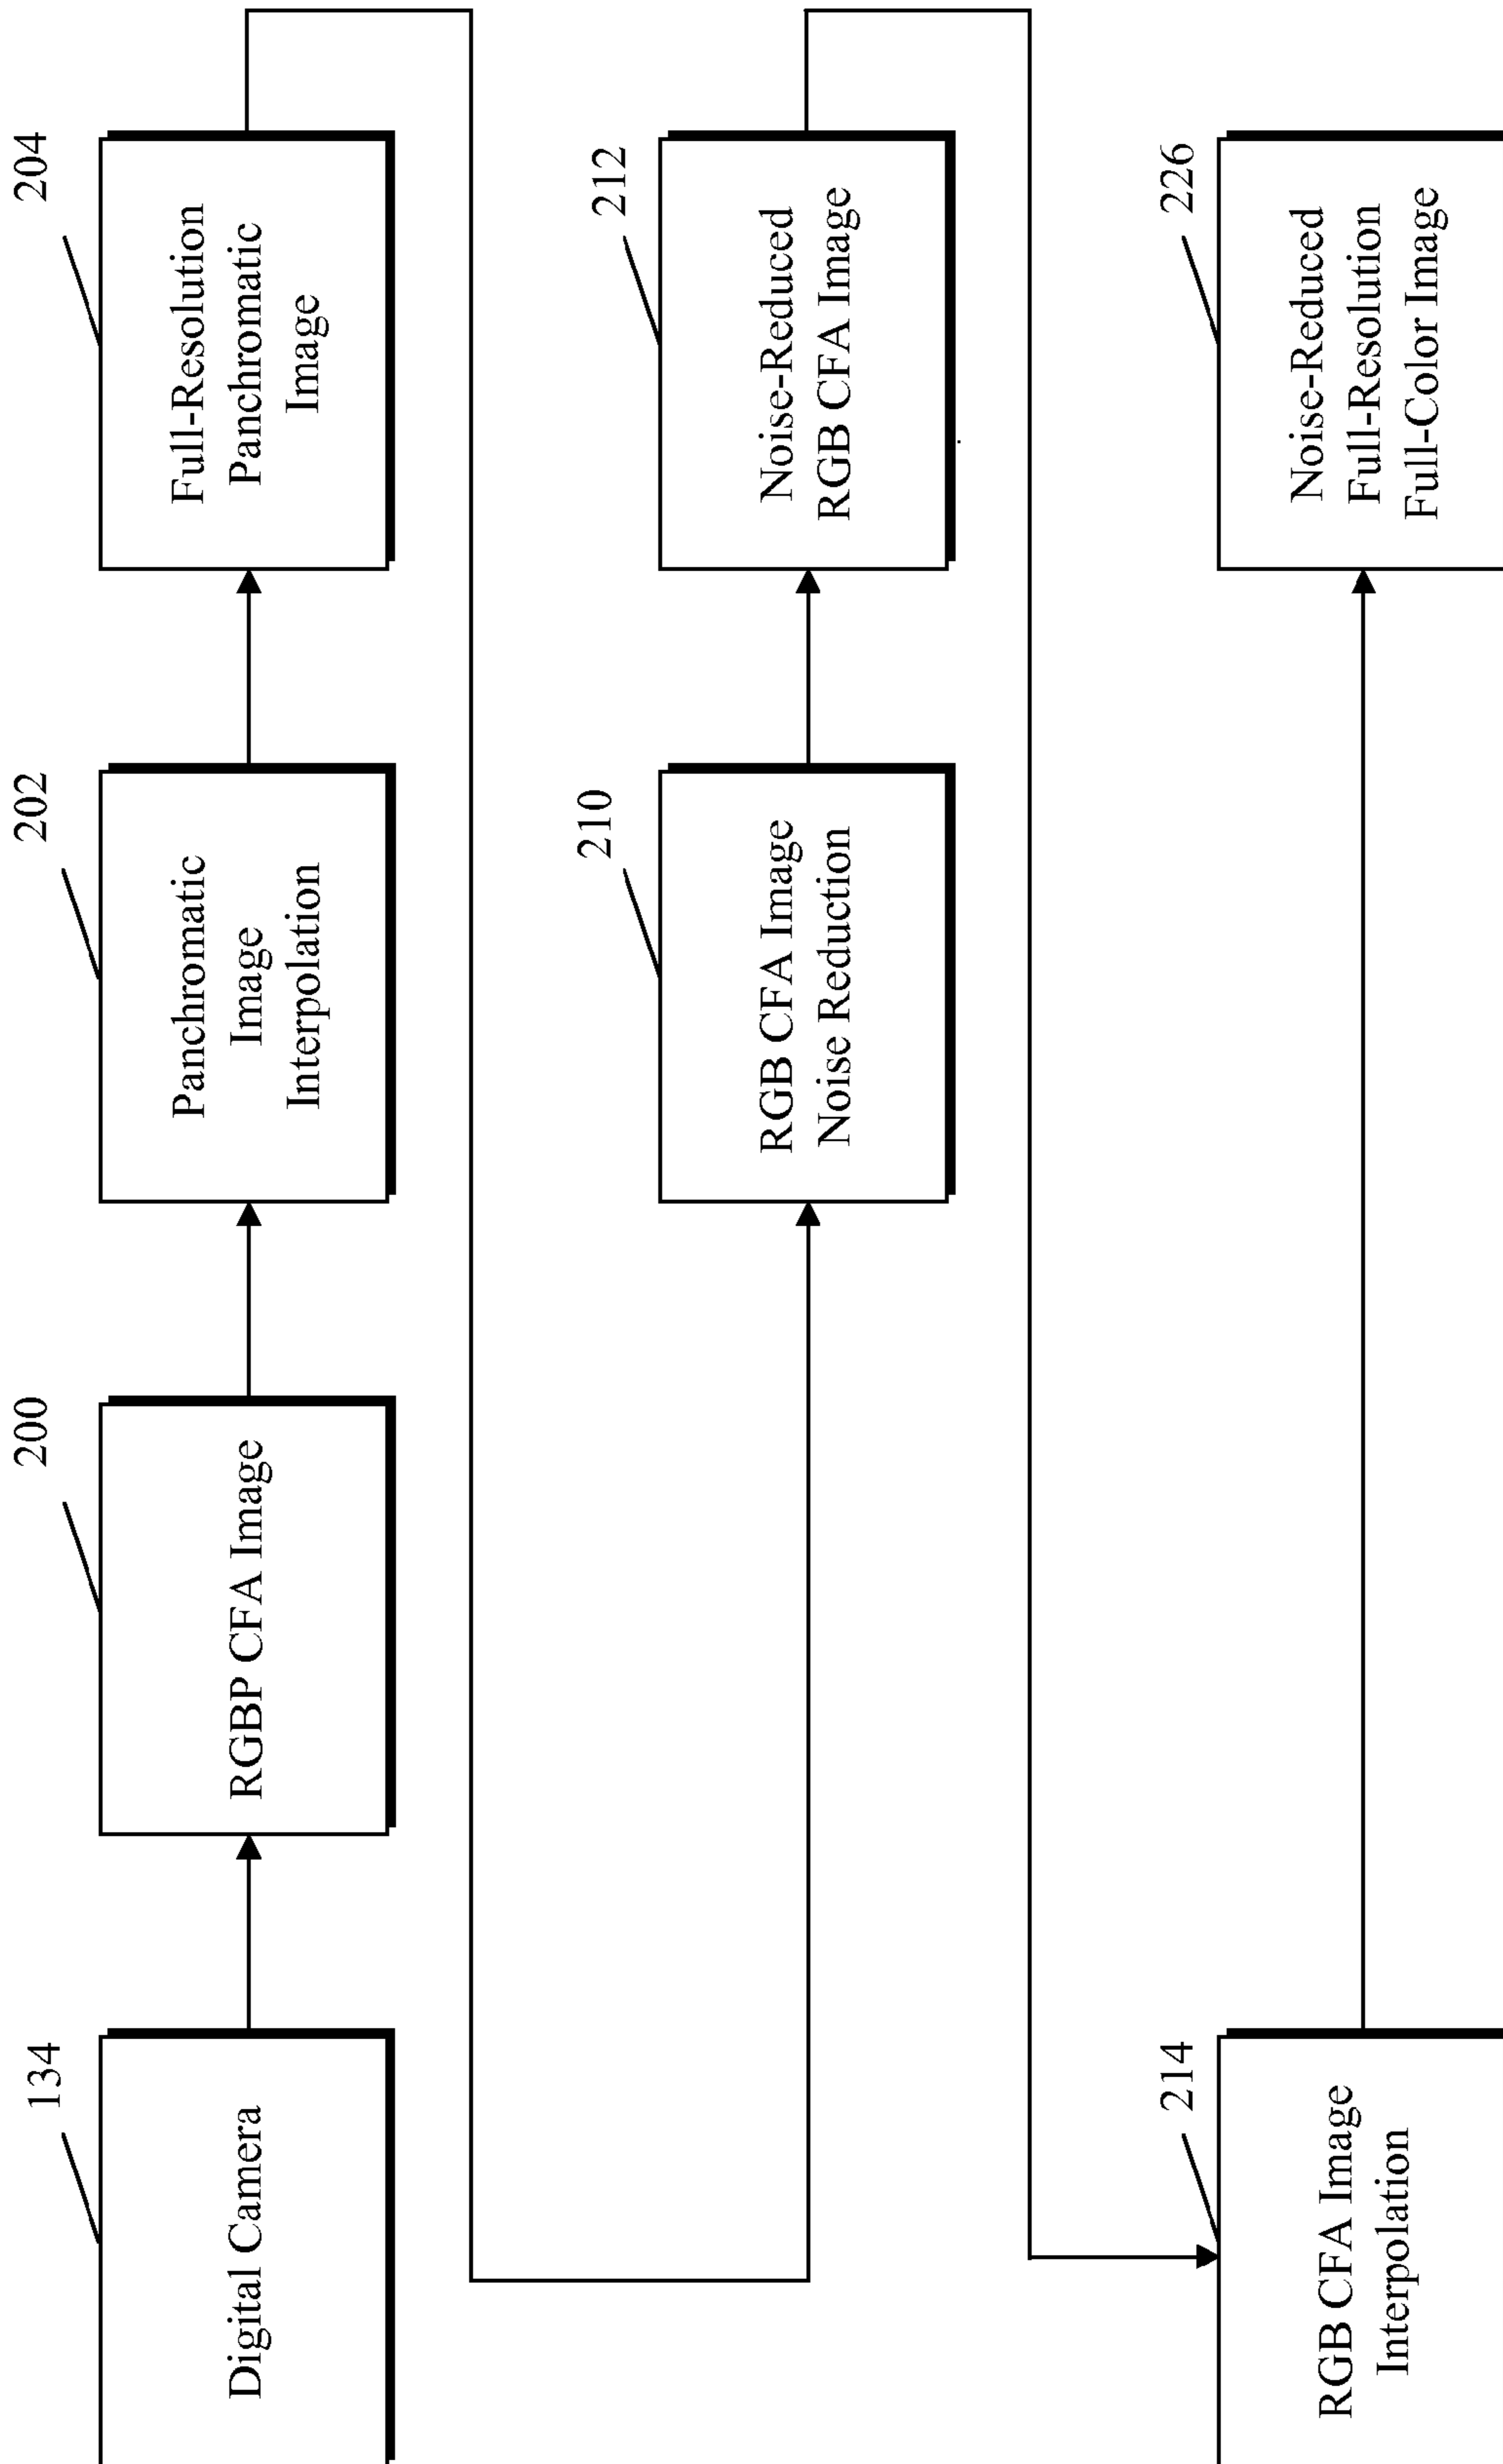 134
Digital Camera
200
RGBP CFA Image
202
Panchromatic
Image
Interpolation
204
Full-Resolution
Panchromatic
Image
210
RGB CFA Image
Noise Reduction
212
Noise-Reduced
RGB CFA Image
214
RGB CFA Image
Interpolation
226
Noise-Reduced
Full-Resolution
Full-Color Image